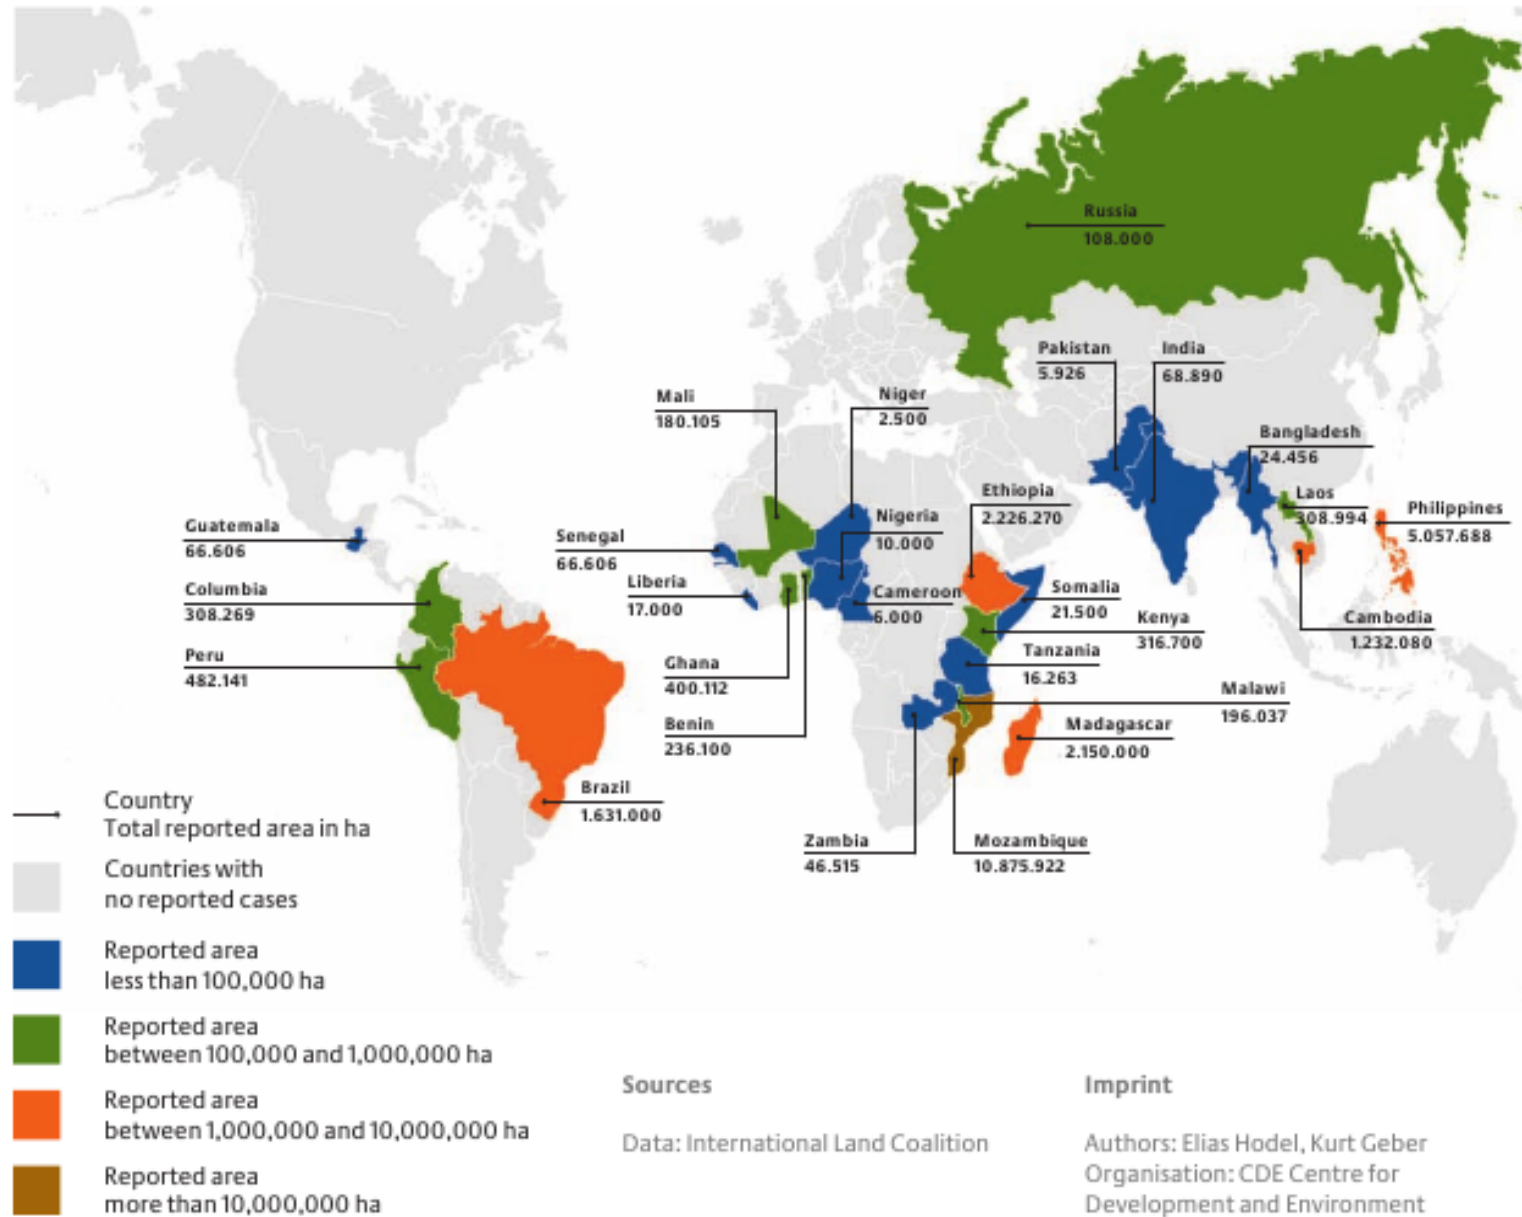 Russia
108.000
Pakistan
5.926
India
68.890
Mali
180.105
Niger
2.500
Bangladesh
24.456
Ethiopia
2.226.270
Laos
308.994
Philippines
5.057.688
Guatemala
66.606
Senegal
66.606
Nigeria
10.000
Liberia
17.000
Cameroon
6.000
Somalia
21.500
Columbia
308.269
Kenya
316.700
Cambodia
1.232.080
Peru
482.141
Ghana
400.112
Tanzania
16.263
Malawi
196.037
Benin
236.100
Madagascar
2.150.000
Brazil
1.631.000
Zambia
46.515
Mozambique
10.875.922
Country
Total reported area in ha
Countries with
no reported cases
Reported area
less than 100,000 ha
Reported area
between 100,000 and 1,000,000 ha
Reported area
between 1,000,000 and 10,000,000 ha
Reported area
more than 10,000,000 ha
Sources
Data: International Land Coalition
Imprint
Authors: Elias Hodel, Kurt Geber
Organisation: CDE Centre for
Development and Environment